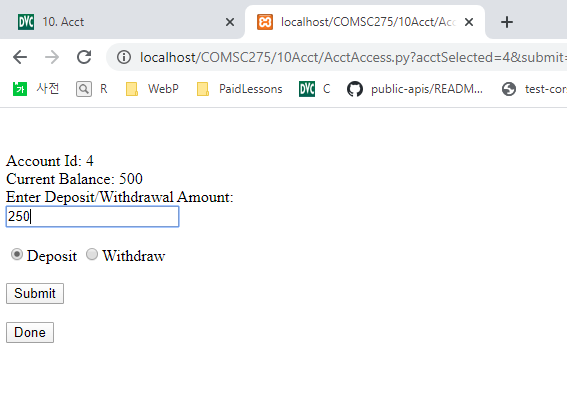 DVC 10. Acct
localhost/COMSC275/10Acct/Acc
localhost/COMSC275/10Acct/AcctAccess.py?acctSelected=4&submit=
사전 R WebP PaidLessons DVC C public-apis/READM... test-cor
Account Id: 4
Current Balance: 500
Enter Deposit/Withdrawal Amount:
250
Deposit Withdraw
Submit
Done